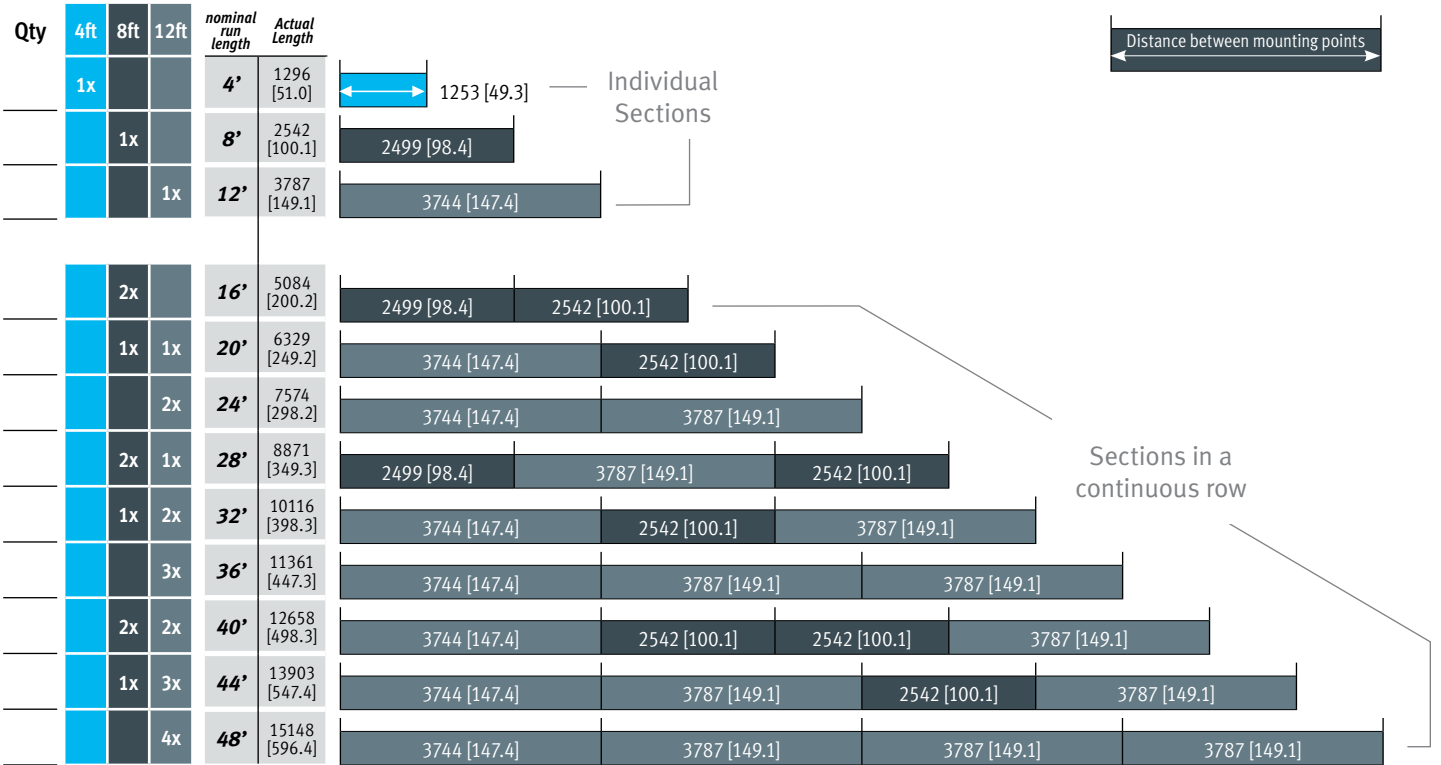 Qty 4ft 8ft 12ft nominal run length Actual Length
Distance between mounting points
1x 4’ 1296 [51.0] 1253 [49.3]
Individual
Sections
1x 8’ 2542 [100.1] 2499 [98.4]
1x 12’ 3787 [149.1] 3744 [147.4]
2x 16’ 5084 [200.2] 2499 [98.4] 2542 [100.1]
1x 1x 20’ 6329 [249.2] 3744 [147.4] 2542 [100.1]
2x 24’ 7574 [298.2] 3744 [147.4] 3787 [149.1]
2x 1x 28’ 8871 [349.3] 2499 [98.4] 3787 [149.1] 2542 [100.1]
Sections in a
continuous row
1x 2x 32’ 10116 [398.3] 3744 [147.4] 2542 [100.1] 3787 [149.1]
3x 36’ 11361 [447.3] 3744 [147.4] 3787 [149.1] 3787 [149.1]
2x 2x 40’ 12658 [498.3] 3744 [147.4] 2542 [100.1] 2542 [100.1] 3787 [149.1]
1x 3x 44’ 13903 [547.4] 3744 [147.4] 3787 [149.1] 2542 [100.1] 3787 [149.1]
4x 48’ 15148 [596.4] 3744 [147.4] 3787 [149.1] 3787 [149.1] 3787 [149.1]